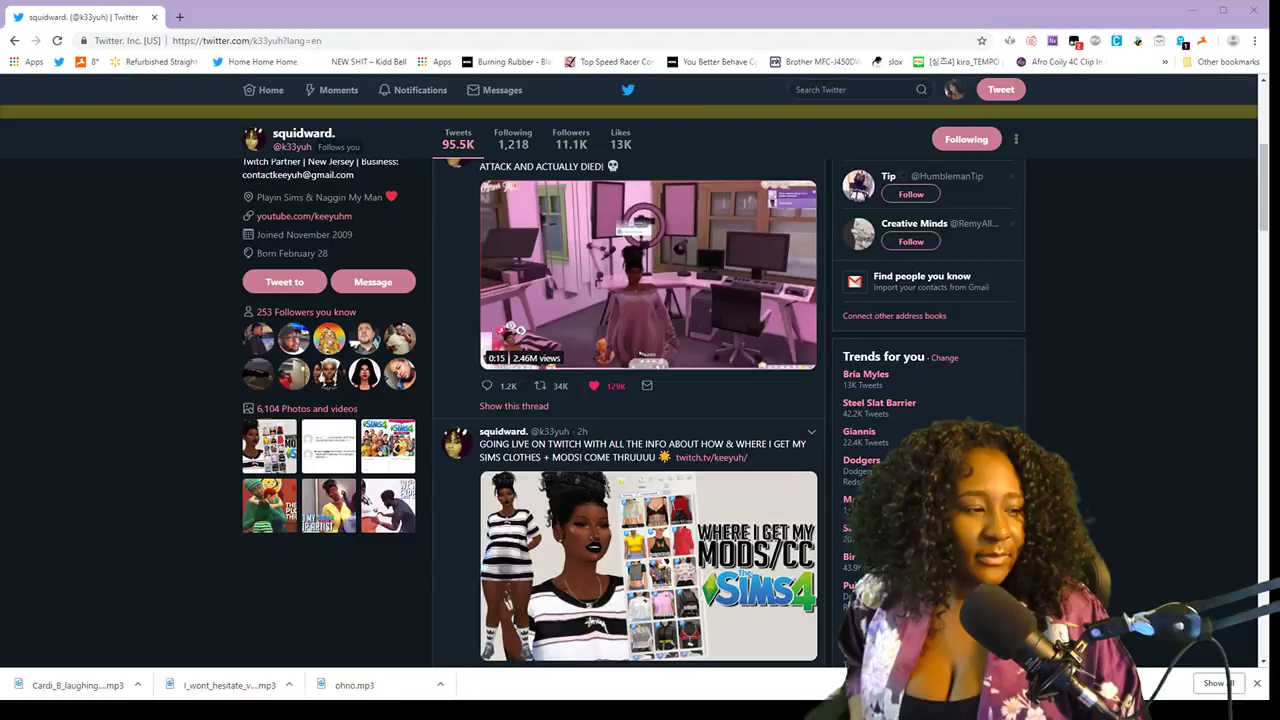 squidward. (@k33yuh) | Twitter
Twitter, Inc. [US] https://twitter.com/k33yuh?lang=en
Apps 8° Refurbished Straight Home Home Home NEW SHIT – Kidd Bell Apps Burning Rubber - Bla Top Speed Racer Con You Better Behave C Brother MFC-J450DW slox kiro_TEMPO Afro Coily 4C Clip In » Other bookmarks
Home Moments Notifications Messages Search Twitter Tweet
squidward.
@k33yuh Follows you
Tweets Following Followers Likes
95.5K 1,218 11.1K 13K
Following
Twitch Partner | New Jersey | Business:
contactkeeyuh@gmail.com
Playin Sims & Naggin My Man
youtube.com/keeyuhm
Joined November 2009
Born February 28
Tweet to Message
253 Followers you know
6,104 Photos and videos
ATTACK AND ACTUALLY DIED!
0:15 2.46M views
1.2K 34K 129K
Show this thread
squidward. @k33yuh · 2h
GOING LIVE ON TWITCH WITH ALL THE INFO ABOUT HOW & WHERE I GET MY
SIMS CLOTHES + MODS! COME THRUUUU twitch.tv/keeyuh/
WHERE I GET MY
MODS/CC
The SIMS 4
Tip @HumblemanTip
Follow
Creative Minds @RemyAll...
Follow
Find people you know
Import your contacts from Gmail
Connect other address books
Trends for you · Change
Bria Myles
13K Tweets
Steel Slat Barrier
42.2K Tweets
Giannis
22.4K Tweets
Dodgers
Dodgers
Reds
Bir
43.9K
Cardi_B_laughing....mp3
I_wont_hesitate_v....mp3
ohno.mp3
Show all